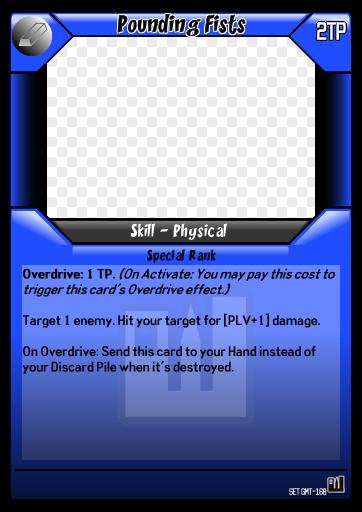 Pounding Fists
2TP
Skill - Physical
Special Rank
Overdrive: 1 TP. (On Activate: You may pay this cost to
trigger this card's Overdrive effect.)
Target 1 enemy. Hit your target for [PLV+1] damage.
On Overdrive: Send this card to your Hand instead of
your Discard Pile when it's destroyed.
SET GMT-168